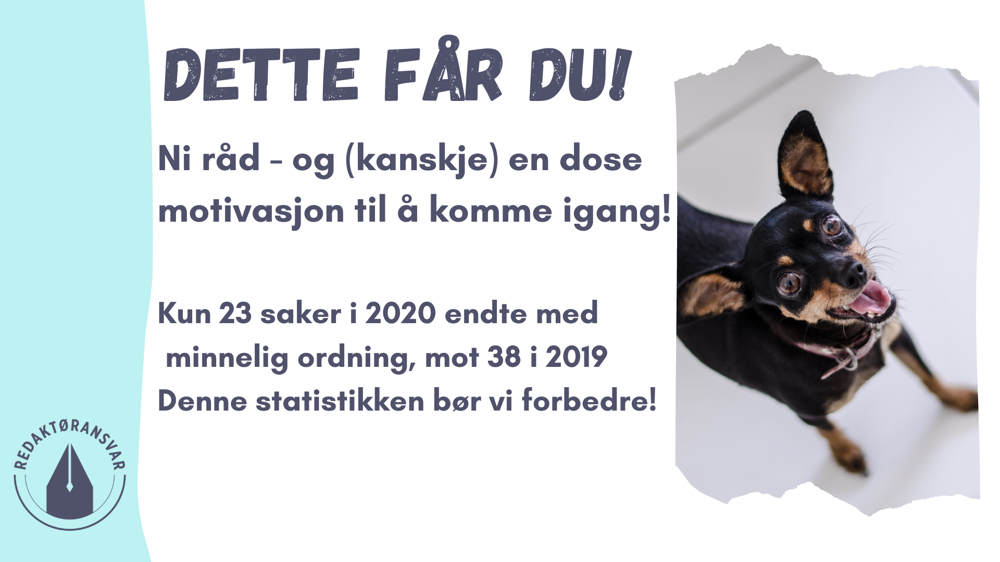 DETTE FÅR DU!
Ni råd - og (kanskje) en dose
motivasjon til å komme igang!
Kun 23 saker i 2020 endte med
minnelig ordning, mot 38 i 2019
Denne statistikken bør vi forbedre!
REDAKTØRANSVAR